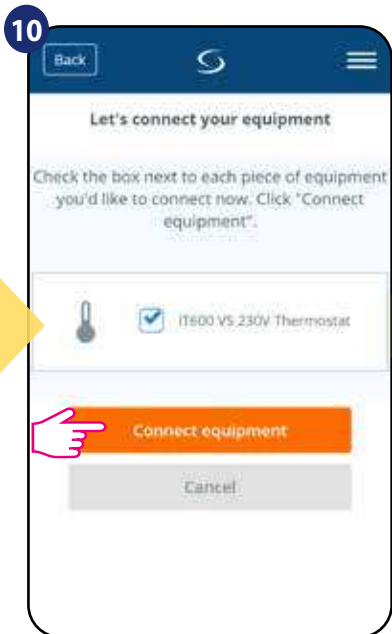 10
Back
Let's connect your equipment
Check the box next to each piece of equipment
you'd like to connect now. Click "Connect
equipment".
iT600 VS 230V Thermostat
Connect equipment
Cancel